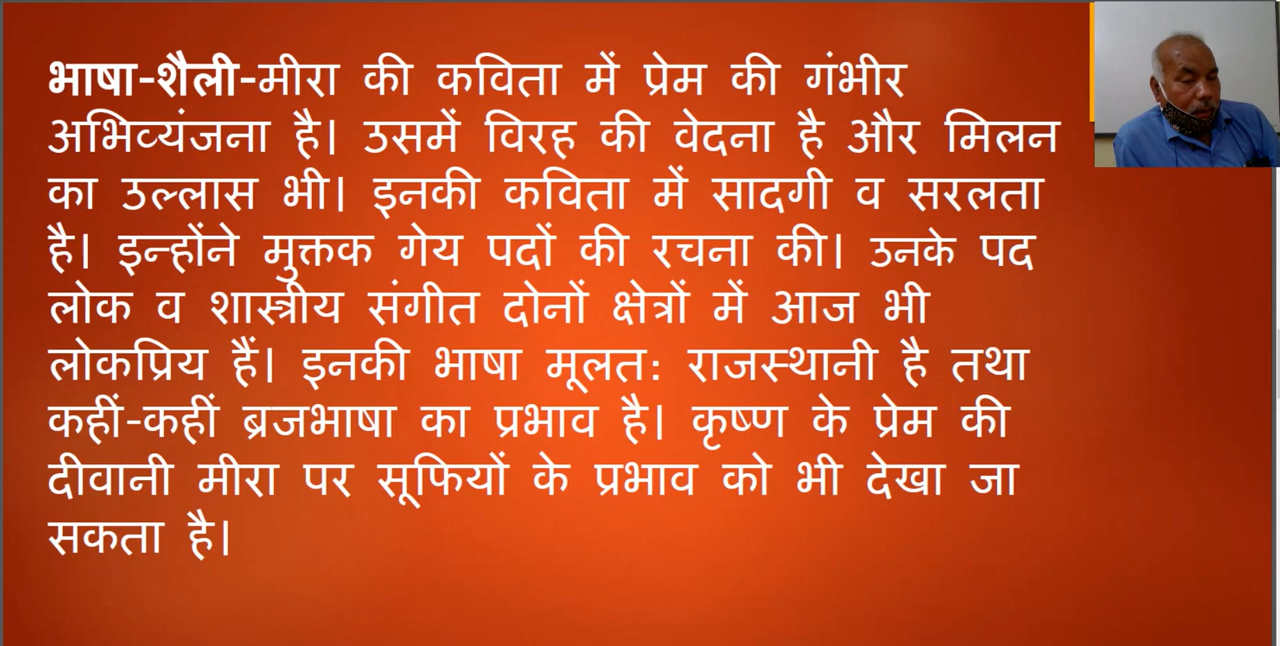 भाषा-शैली-मीरा की कविता में प्रेम की गंभीर
अभिव्यंजना है। उसमें विरह की वेदना है और मिलन
का उल्लास भी। इनकी कविता में सादगी व सरलता
है। इन्होंने मुक्तक गेय पदों की रचना की। उनके पद
लोक व शास्त्रीय संगीत दोनों क्षेत्रों में आज भी
लोकप्रिय हैं। इनकी भाषा मूलत: राजस्थानी है तथा
कहीं-कहीं ब्रजभाषा का प्रभाव है। कृष्ण के प्रेम की
दीवानी मीरा पर सूफियों के प्रभाव को भी देखा जा
सकता है।